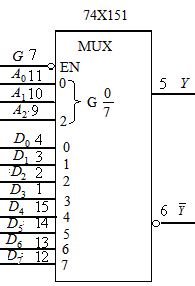 74X151
MUX
G 7 EN
A₀ 11 0
A₁ 10 G 0/7
A₂ 9 2
5 Y
D₀ 4 0
D₁ 3 1
D₂ 2 2
D₃ 1 3
D₄ 15 4
D₅ 14 5
D₆ 13 6
D₇ 12 7
6 Y̅